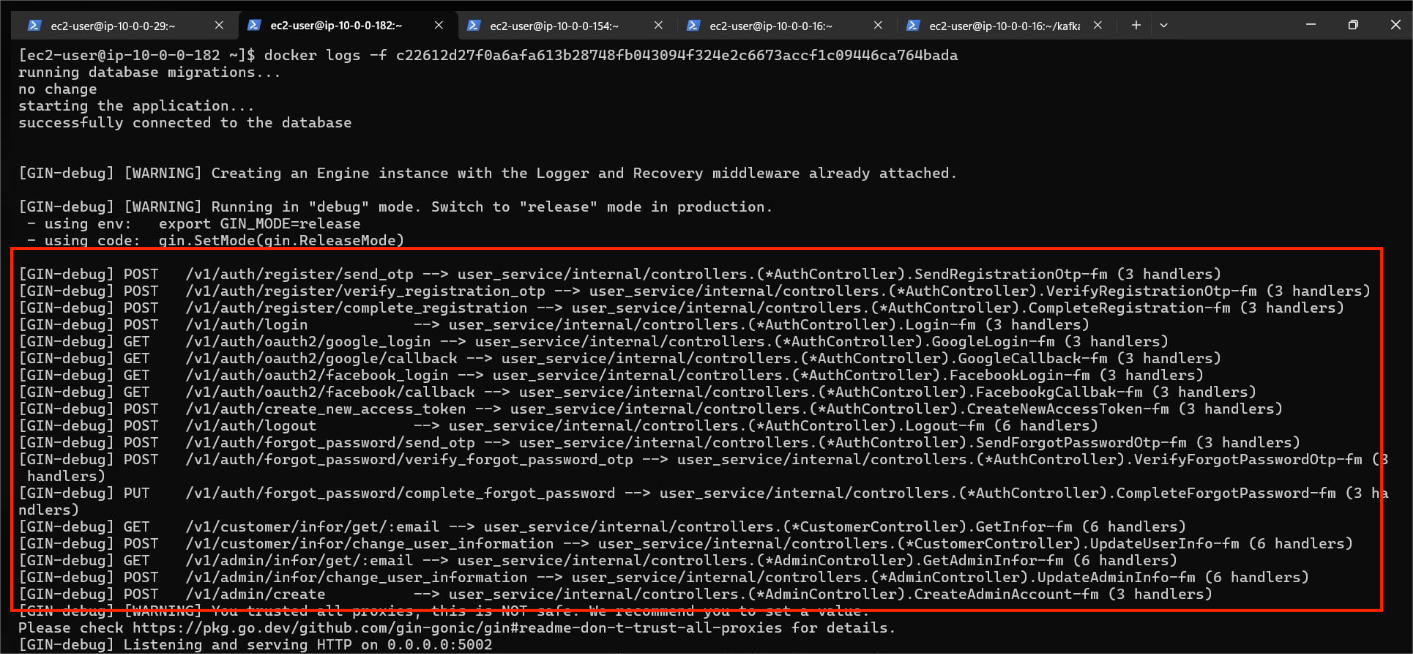 ec2-user@ip-10-0-0-29:~
ec2-user@ip-10-0-0-182:~
ec2-user@ip-10-0-0-154:~
ec2-user@ip-10-0-0-16:~
ec2-user@ip-10-0-0-16:~/kafka
[ec2-user@ip-10-0-0-182 ~]$ docker logs -f c22612d27f0a6afa613b28748fb043094f324e2c6673accf1c09446ca764bada
running database migrations...
no change
starting the application...
successfully connected to the database
[GIN-debug] [WARNING] Creating an Engine instance with the Logger and Recovery middleware already attached.
[GIN-debug] [WARNING] Running in "debug" mode. Switch to "release" mode in production.
- using env:   export GIN_MODE=release
- using code:  gin.SetMode(gin.ReleaseMode)
[GIN-debug] POST   /v1/auth/register/send_otp --> user_service/internal/controllers.(*AuthController).SendRegistrationOtp-fm (3 handlers)
[GIN-debug] POST   /v1/auth/register/verify_registration_otp --> user_service/internal/controllers.(*AuthController).VerifyRegistrationOtp-fm (3 handlers)
[GIN-debug] POST   /v1/auth/register/complete_registration --> user_service/internal/controllers.(*AuthController).CompleteRegistration-fm (3 handlers)
[GIN-debug] POST   /v1/auth/login            --> user_service/internal/controllers.(*AuthController).Login-fm (3 handlers)
[GIN-debug] GET    /v1/auth/oauth2/google_login --> user_service/internal/controllers.(*AuthController).GoogleLogin-fm (3 handlers)
[GIN-debug] GET    /v1/auth/oauth2/google/callback --> user_service/internal/controllers.(*AuthController).GoogleCallback-fm (3 handlers)
[GIN-debug] GET    /v1/auth/oauth2/facebook_login --> user_service/internal/controllers.(*AuthController).FacebookLogin-fm (3 handlers)
[GIN-debug] GET    /v1/auth/oauth2/facebook/callback --> user_service/internal/controllers.(*AuthController).FacebookgCallbak-fm (3 handlers)
[GIN-debug] POST   /v1/auth/create_new_access_token --> user_service/internal/controllers.(*AuthController).CreateNewAccessToken-fm (3 handlers)
[GIN-debug] POST   /v1/auth/logout           --> user_service/internal/controllers.(*AuthController).Logout-fm (6 handlers)
[GIN-debug] POST   /v1/auth/forgot_password/send_otp --> user_service/internal/controllers.(*AuthController).SendForgotPasswordOtp-fm (3 handlers)
[GIN-debug] POST   /v1/auth/forgot_password/verify_forgot_password_otp --> user_service/internal/controllers.(*AuthController).VerifyForgotPasswordOtp-fm (3
handlers)
[GIN-debug] PUT    /v1/auth/forgot_password/complete_forgot_password --> user_service/internal/controllers.(*AuthController).CompleteForgotPassword-fm (3 ha
ndlers)
[GIN-debug] GET    /v1/customer/infor/get/:email --> user_service/internal/controllers.(*CustomerController).GetInfor-fm (6 handlers)
[GIN-debug] POST   /v1/customer/infor/change_user_information --> user_service/internal/controllers.(*CustomerController).UpdateUserInfo-fm (6 handlers)
[GIN-debug] GET    /v1/admin/infor/get/:email --> user_service/internal/controllers.(*AdminController).GetAdminInfor-fm (6 handlers)
[GIN-debug] POST   /v1/admin/infor/change_user_information --> user_service/internal/controllers.(*AdminController).UpdateAdminInfo-fm (6 handlers)
[GIN-debug] POST   /v1/admin/create          --> user_service/internal/controllers.(*AdminController).CreateAdminAccount-fm (3 handlers)
[GIN-debug] [WARNING] You trusted all proxies, this is NOT safe. We recommend you to set a value.
Please check https://pkg.go.dev/github.com/gin-gonic/gin#readme-don-t-trust-all-proxies for details.
[GIN-debug] Listening and serving HTTP on 0.0.0.0:5002